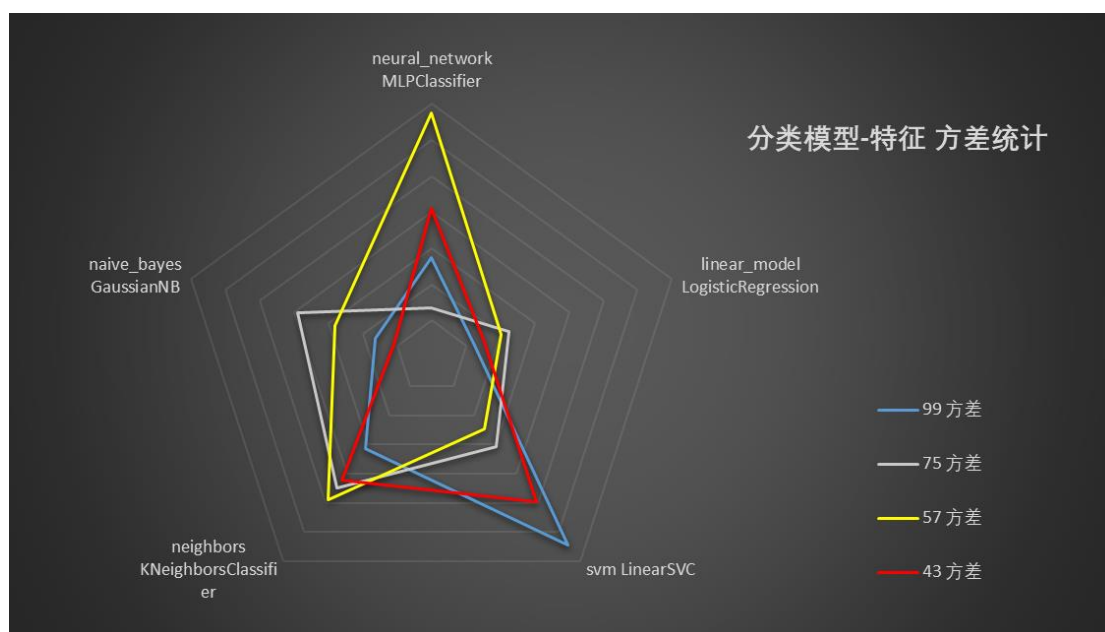 neural_network
MLPClassifier
分类模型-特征 方差统计
naive_bayes
GaussianNB
linear_model
LogisticRegression
99 方差
75 方差
57 方差
43 方差
neighbors
KNeighborsClassifi
er
svm LinearSVC